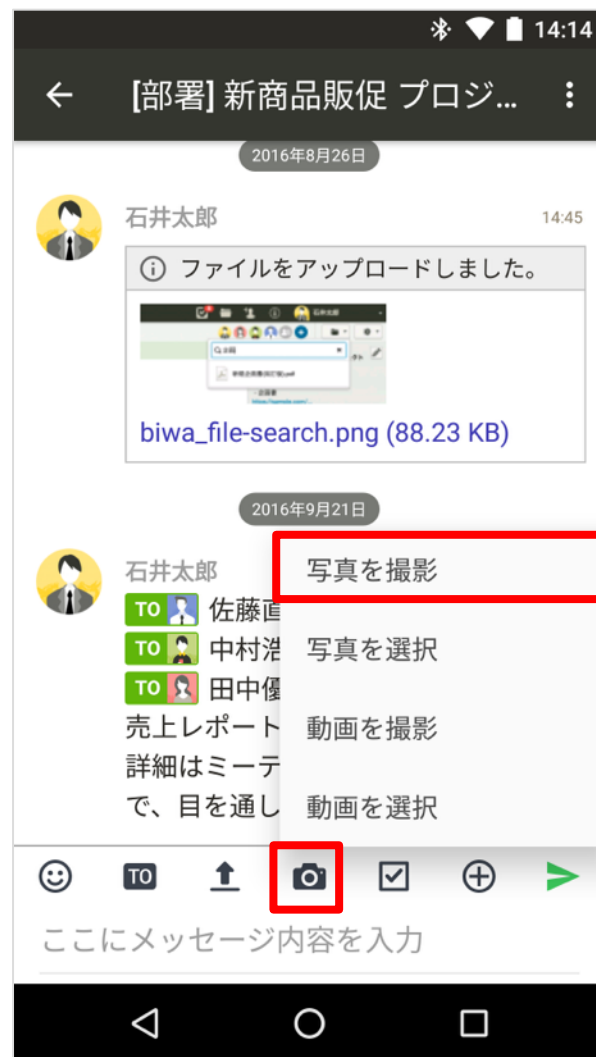 14:14
[部署] 新商品販促 プロジ...
2016年8月26日
石井太郎
14:45
ファイルをアップロードしました。
biwa_file-search.png (88.23 KB)
2016年9月21日
石井太郎
TO 佐藤直
TO 中村浩
TO 田中優
売上レポート
詳細はミーテ
で、目を通し
写真を撮影
写真を選択
動画を撮影
動画を選択
TO
ここにメッセージ内容を入力